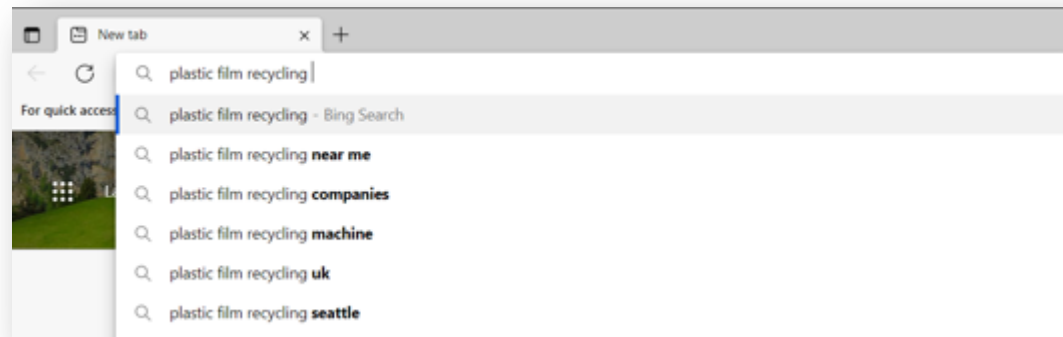 New tab
plastic film recycling
For quick access
plastic film recycling - Bing Search
plastic film recycling near me
plastic film recycling companies
plastic film recycling machine
plastic film recycling uk
plastic film recycling seattle